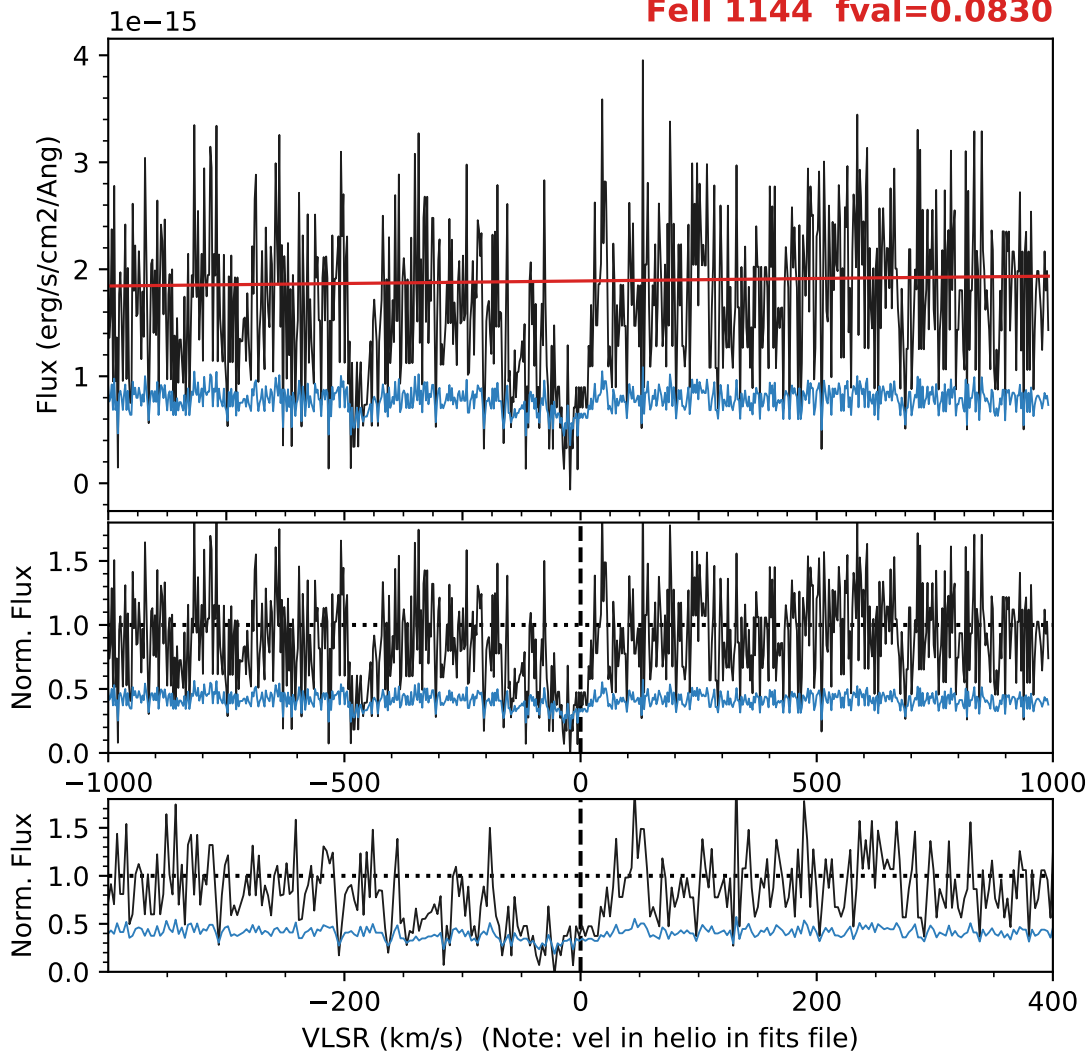 1e−15
FeII 1144 fval=0.0830
4
3
2
1
0
Flux (erg/s/cm2/Ang)
1.5
1.0
0.5
0.0
Norm. Flux
−1000 −500 0 500 1000
1.5
1.0
0.5
0.0
Norm. Flux
−200 0 200 400
VLSR (km/s) (Note: vel in helio in fits file)